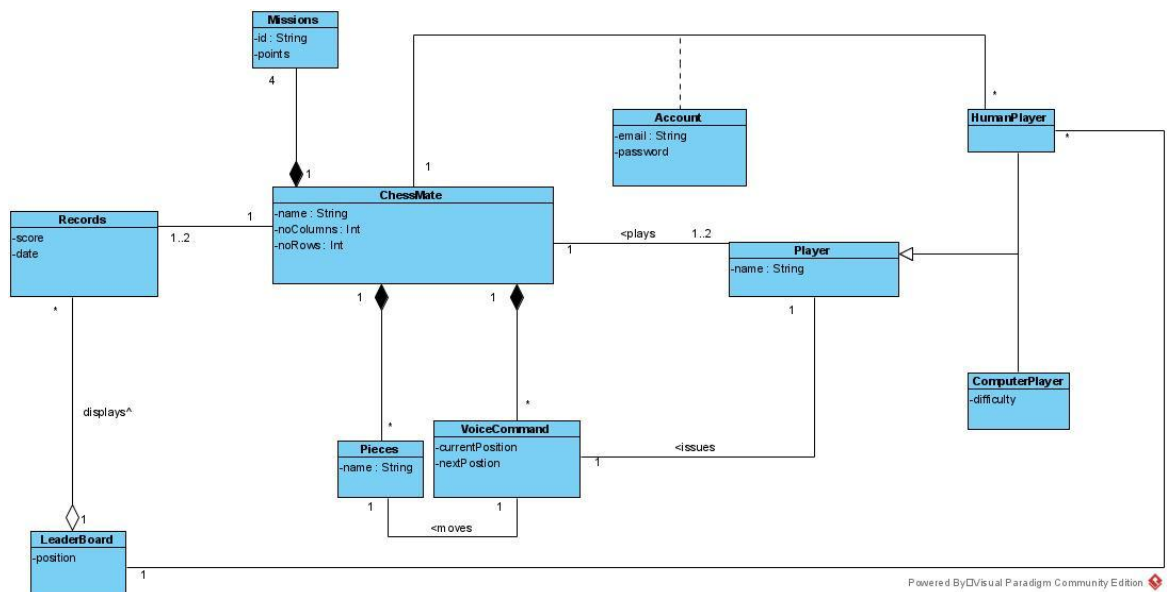 Missions
-id : String
-points
4
1
1
*
Account
-email : String
-password
HumanPlayer
*
ChessMate
-name : String
-noColumns : Int
-noRows : Int
Records
-score
-date
1..2
1
<plays
1
1..2
Player
-name : String
1
*
1
1
displays^
*
*
ComputerPlayer
-difficulty
Pieces
-name : String
VoiceCommand
-currentPosition
-nextPostion
<issues
1
1
1
<moves
1
LeaderBoard
-position
1
Powered By□Visual Paradigm Community Edition